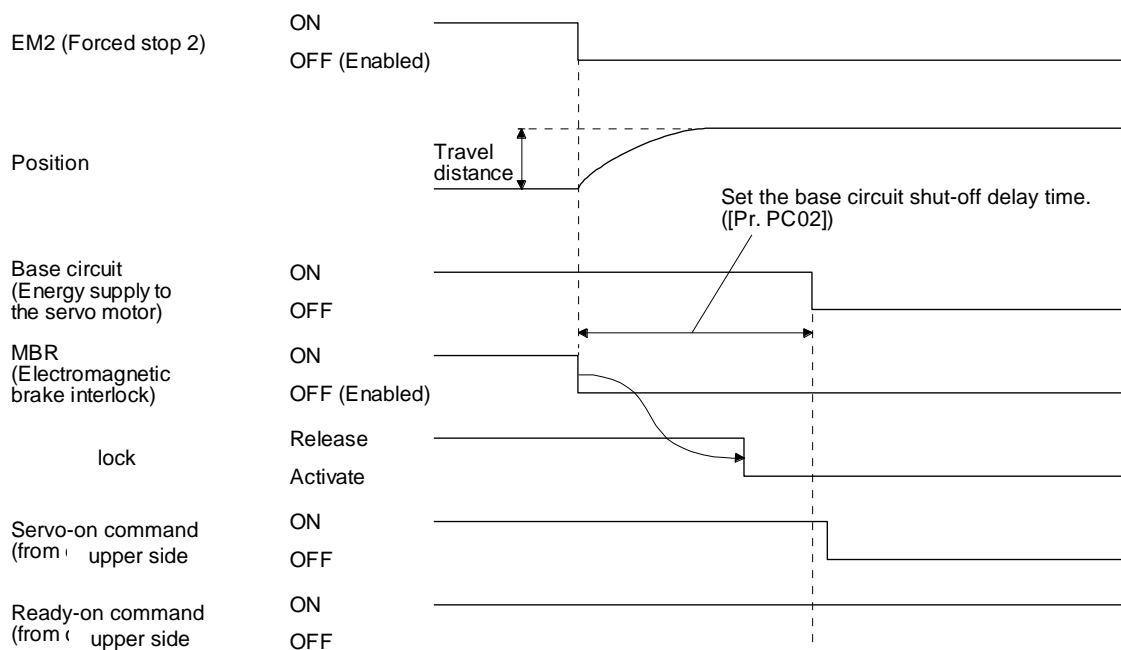 EM2 (Forced stop 2)
ON
OFF (Enabled)
Position
Travel
distance
Set the base circuit shut-off delay time.
([Pr. PC02])
Base circuit
(Energy supply to
the servo motor)
ON
OFF
MBR
(Electromagnetic
brake interlock)
ON
OFF (Enabled)
lock
Release
Activate
Servo-on command
(from upper side
ON
OFF
Ready-on command
(from upper side
ON
OFF